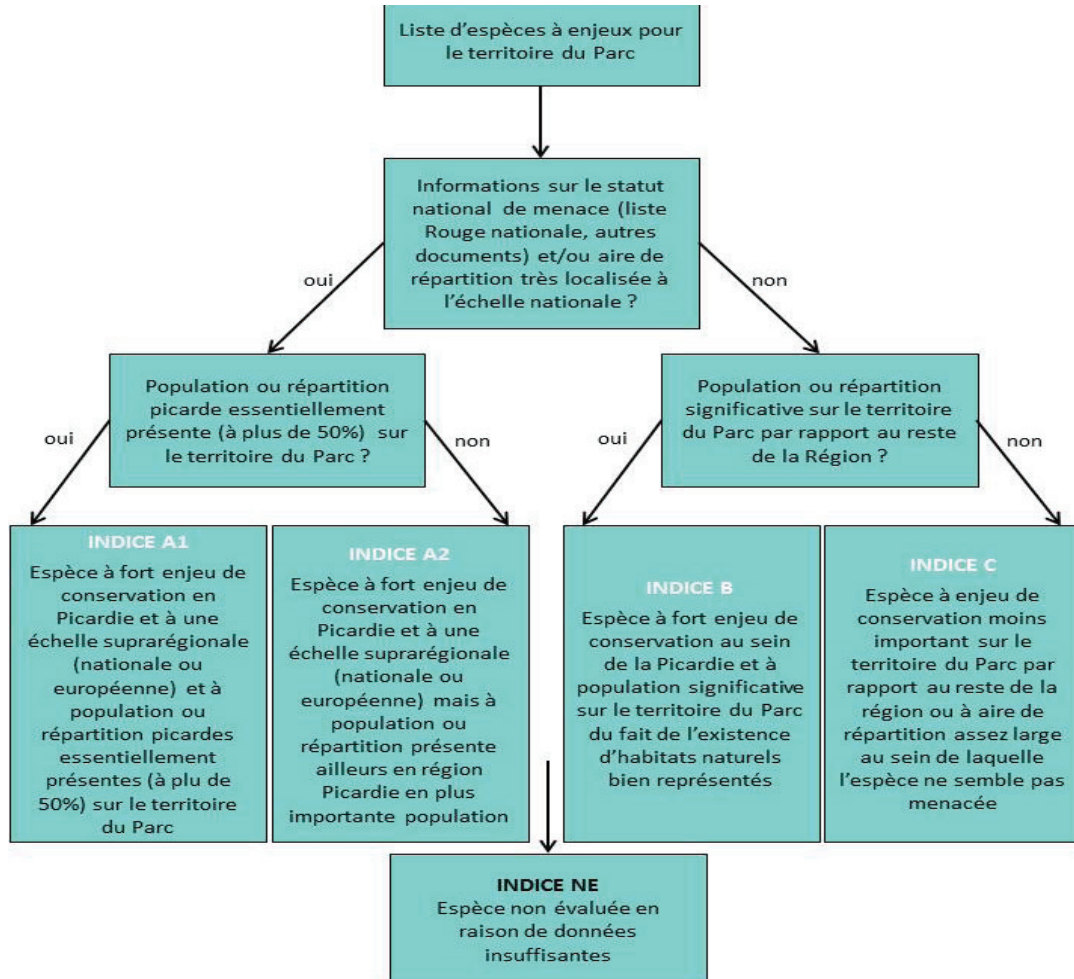 Liste d'espèces à enjeux pour
le territoire du Parc
Informations sur le statut
national de menace (liste
Rouge nationale, autres
documents) et/ou aire de
répartition très localisée à
l'échelle nationale ?
oui
non
Population ou répartition
picarde essentiellement
présente (à plus de 50%) sur
le territoire du Parc ?
Population ou répartition
significative sur le territoire
du Parc par rapport au reste
de la Région ?
oui
non
oui
non
INDICE A1
Espèce à fort enjeu de
conservation en
Picardie et à une
échelle suprarégionale
(nationale ou
européenne) et à
population ou
répartition picardes
essentiellement
présentes (à plu de
50%) sur le territoire
du Parc
INDICE A2
Espèce à fort enjeu de
conservation en
Picardie et à une
échelle suprarégionale
(nationale ou
européenne) mais à
population ou
répartition présente
ailleurs en région
Picardie en plus
importante population
INDICE B
Espèce à fort enjeu de
conservation au sein
de la Picardie et à
population significative
sur le territoire du Parc
du fait de l'existence
d'habitats naturels
bien représentés
INDICE C
Espèce à enjeu de
conservation moins
important sur le
territoire du Parc par
rapport au reste de la
région ou à aire de
répartition assez large
au sein de laquelle
l'espèce ne semble pas
menacée
INDICE NE
Espèce non évaluée en
raison de données
insuffisantes